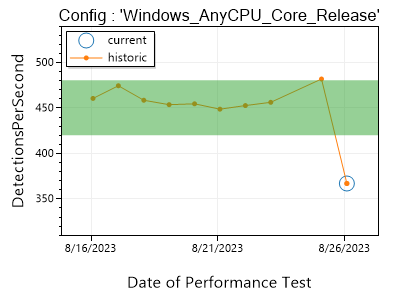 Config : 'Windows_AnyCPU_Core_Release'
current
historic
DetectionsPerSecond
500
450
400
350
8/16/2023
8/21/2023
8/26/2023
Date of Performance Test